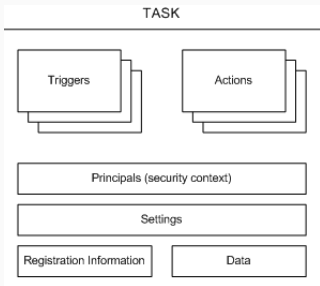 TASK
Triggers
Actions
Principals (security context)
Settings
Registration Information
Data